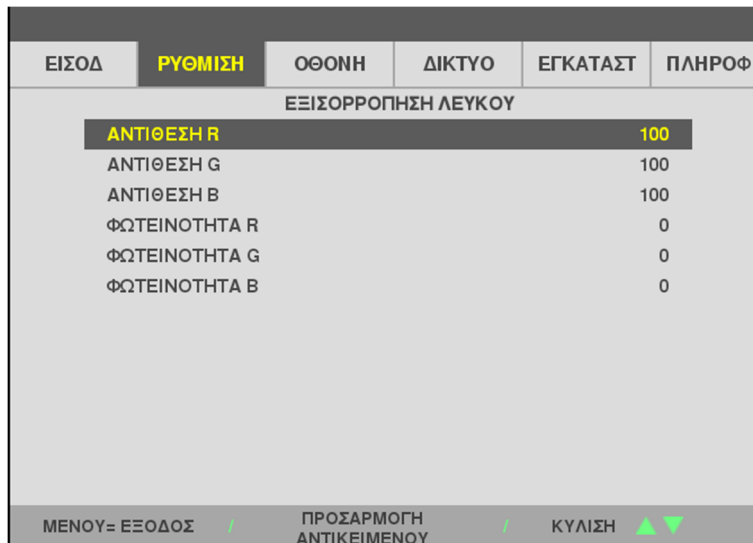 ΕΙΣΟΔ ΡΥΘΜΙΣΗ ΟΘΟΝΗ ΔΙΚΤΥΟ ΕΓΚΑΤΑΣΤ ΠΛΗΡΟΦ
ΕΞΙΣΟΡΡΟΠΗΣΗ ΛΕΥΚΟΥ
ΑΝΤΙΘΕΣΗ R 100
ΑΝΤΙΘΕΣΗ G 100
ΑΝΤΙΘΕΣΗ B 100
ΦΩΤΕΙΝΟΤΗΤΑ R 0
ΦΩΤΕΙΝΟΤΗΤΑ G 0
ΦΩΤΕΙΝΟΤΗΤΑ B 0
ΜΕΝΟΥ= ΕΞΟΔΟΣ / ΠΡΟΣΑΡΜΟΓΗ / ΚΥΛΙΣΗ
ΑΝΤΙΚΕΙΜΕΝΟΥ